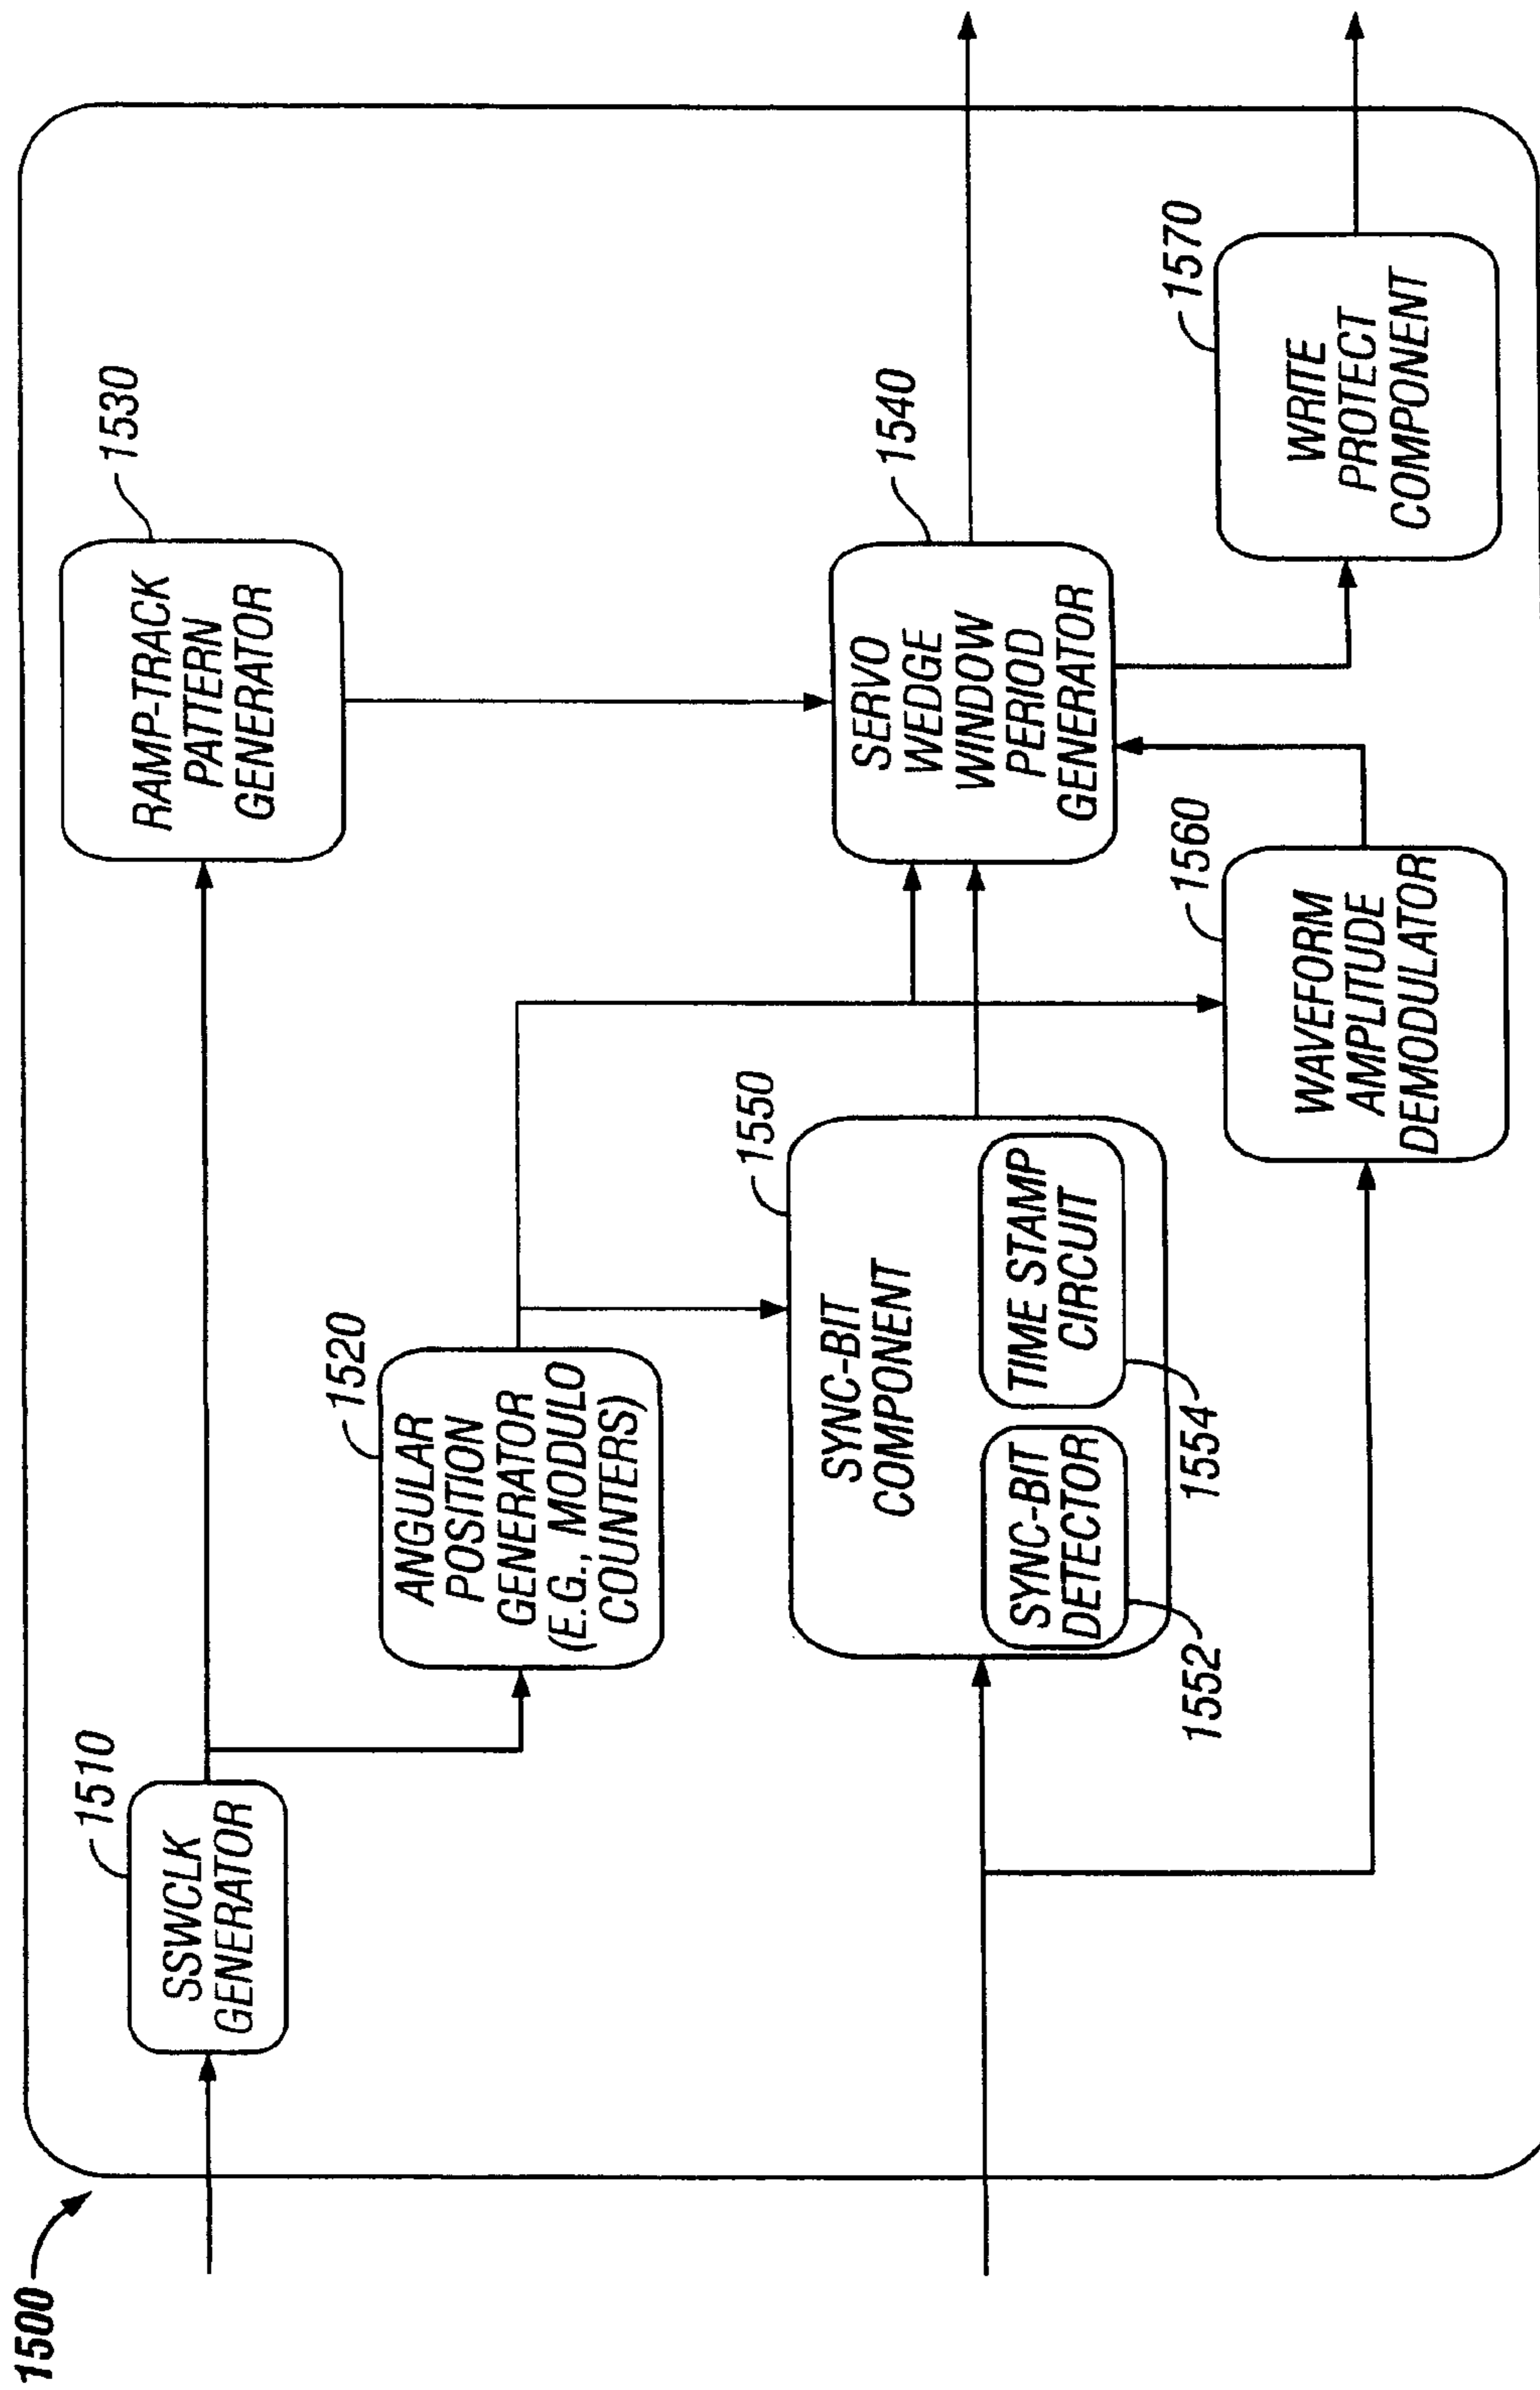 1500
1510
SSWCLK
GENERATOR
1520
ANGULAR
POSITION
GENERATOR
(E.G., MODULO
COUNTERS)
1530
RAMP-TRACK
PATTERN
GENERATOR
1540
SERVO
WEDGE
WINDOW
PERIOD
GENERATOR
1550
SYNC-BIT
COMPONENT
SYNC-BIT
DETECTOR
1552
TIME STAMP
CIRCUIT
1554
1560
WAVEFORM
AMPLITUDE
DEMODULATOR
1570
WRITE
PROTECT
COMPONENT